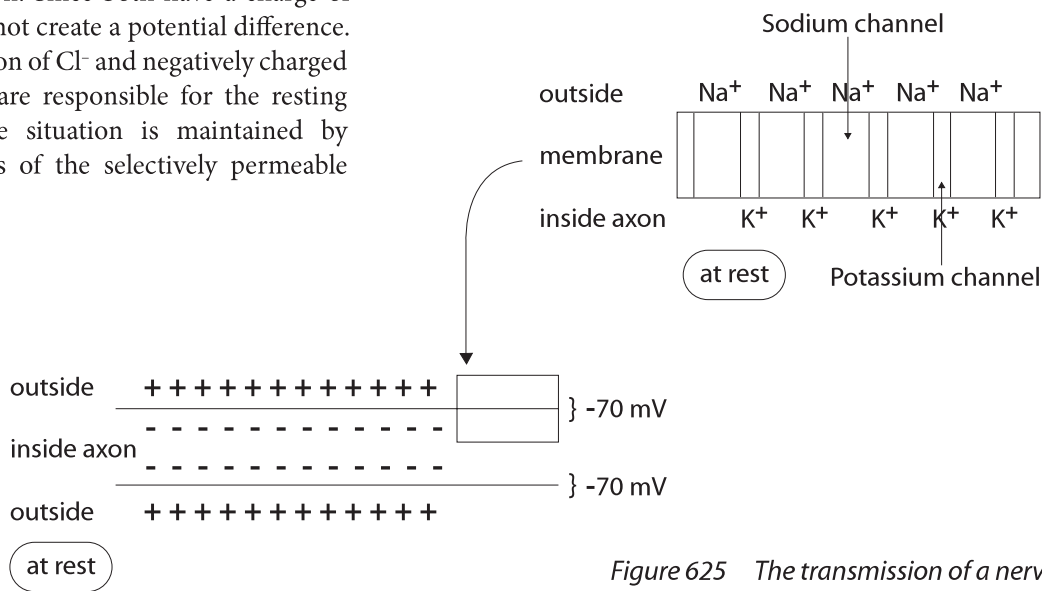 not create a potential difference.
on of Cl⁻ and negatively charged
are responsible for the resting
e situation is maintained by
s of the selectively permeable
Sodium channel
outside Na⁺ Na⁺ Na⁺ Na⁺ Na⁺
membrane
inside axon K⁺ K⁺ K⁺ K⁺ K⁺
at rest Potassium channel
outside + + + + + + + + + + + +
} -70 mV
- - - - - - - - - - - -
inside axon
- - - - - - - - - - - -
} -70 mV
outside + + + + + + + + + + + +
at rest
Figure 625 The transmission of a nerv